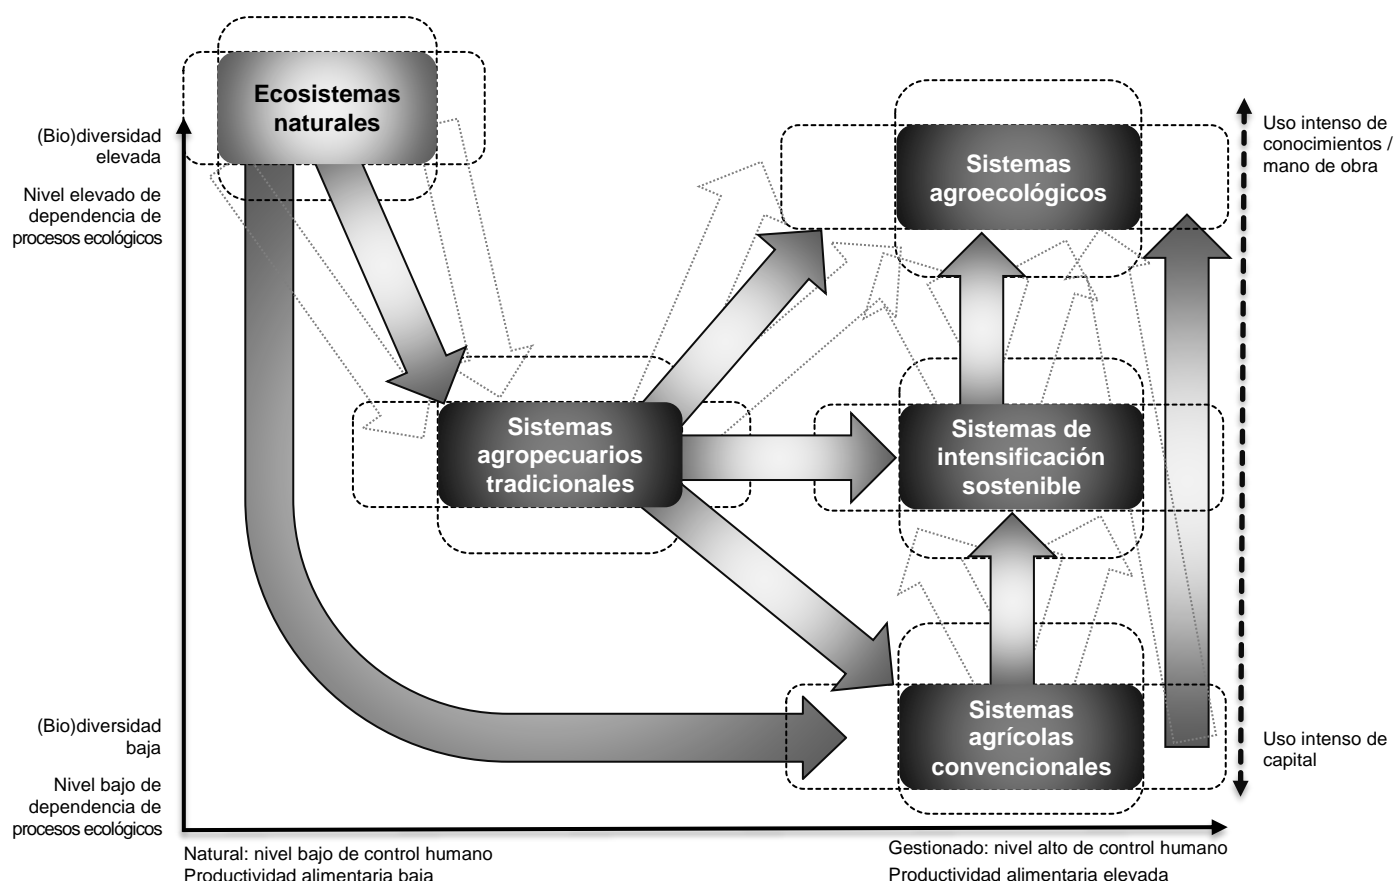 Ecosistemas
naturales
(Bio)diversidad
elevada
Nivel elevado de
dependencia de
procesos ecológicos
Sistemas
agroecológicos
Uso intenso de
conocimientos /
mano de obra
Sistemas
agropecuarios
tradicionales
Sistemas de
intensificación
sostenible
(Bio)diversidad
baja
Nivel bajo de
dependencia de
procesos ecológicos
Sistemas
agrícolas
convencionales
Uso intenso de
capital
Natural: nivel bajo de control humano
Productividad alimentaria baja
Gestionado: nivel alto de control humano
Productividad alimentaria elevada